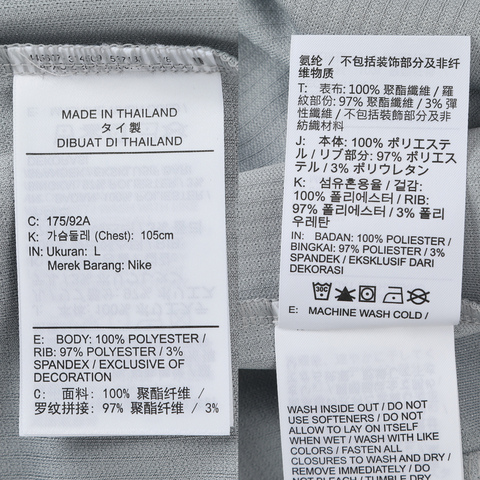 MADE IN THAILAND
タイ製
DIBUAT DI THAILAND
C: 175/92A
K: 가슴둘레 (Chest): 105cm
IN: Ukuran: L
Merek Barang: Nike
E: BODY: 100% POLYESTER /
RIB: 97% POLYESTER / 3%
SPANDEX / EXCLUSIVE OF
DECORATION
C: 面料: 100% 聚酯纤维 /
罗纹拼接: 97% 聚酯纤维 / 3%
氨纶 / 不包括装饰部分及非纤
维物质
T: 表布: 100% 聚酯纖維 / 羅
紋部份: 97% 聚酯纖維 / 3% 彈
性纖維 / 不包括裝飾部分及非
紡織材料
J: 本体: 100% ポリエステ
ル / リブ部分: 97% ポリエス
テル / 3% ポリウレタン
K: 섬유혼용율 / 겉감:
100% 폴리에스터 / RIB:
97% 폴리에스터 / 3% 폴리
우레탄
IN: BADAN: 100% POLIESTER /
BINGKAI: 97% POLIESTER / 3%
SPANDEK / EKSKLUSIF DARI
DEKORASI
30C
E: MACHINE WASH COLD /
WASH INSIDE OUT / DO NOT
USE SOFTENERS / DO NOT
ALLOW TO LAY ON ITSELF
WHEN WET / WASH WITH LIKE
COLORS / FASTEN ALL
CLOSURES TO WASH AND DRY /
REMOVE IMMEDIATELY / DO
NOT BLEACH / TUMBLE DRY